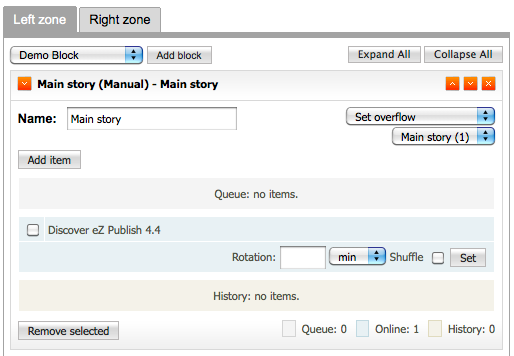 Left zone Right zone
Demo Block Add block Expand All Collapse All
Main story (Manual) - Main story
Name: Main story Set overflow
Main story (1)
Add item
Queue: no items.
Discover eZ Publish 4.4
Rotation: min Shuffle Set
History: no items.
Remove selected Queue: 0 Online: 1 History: 0